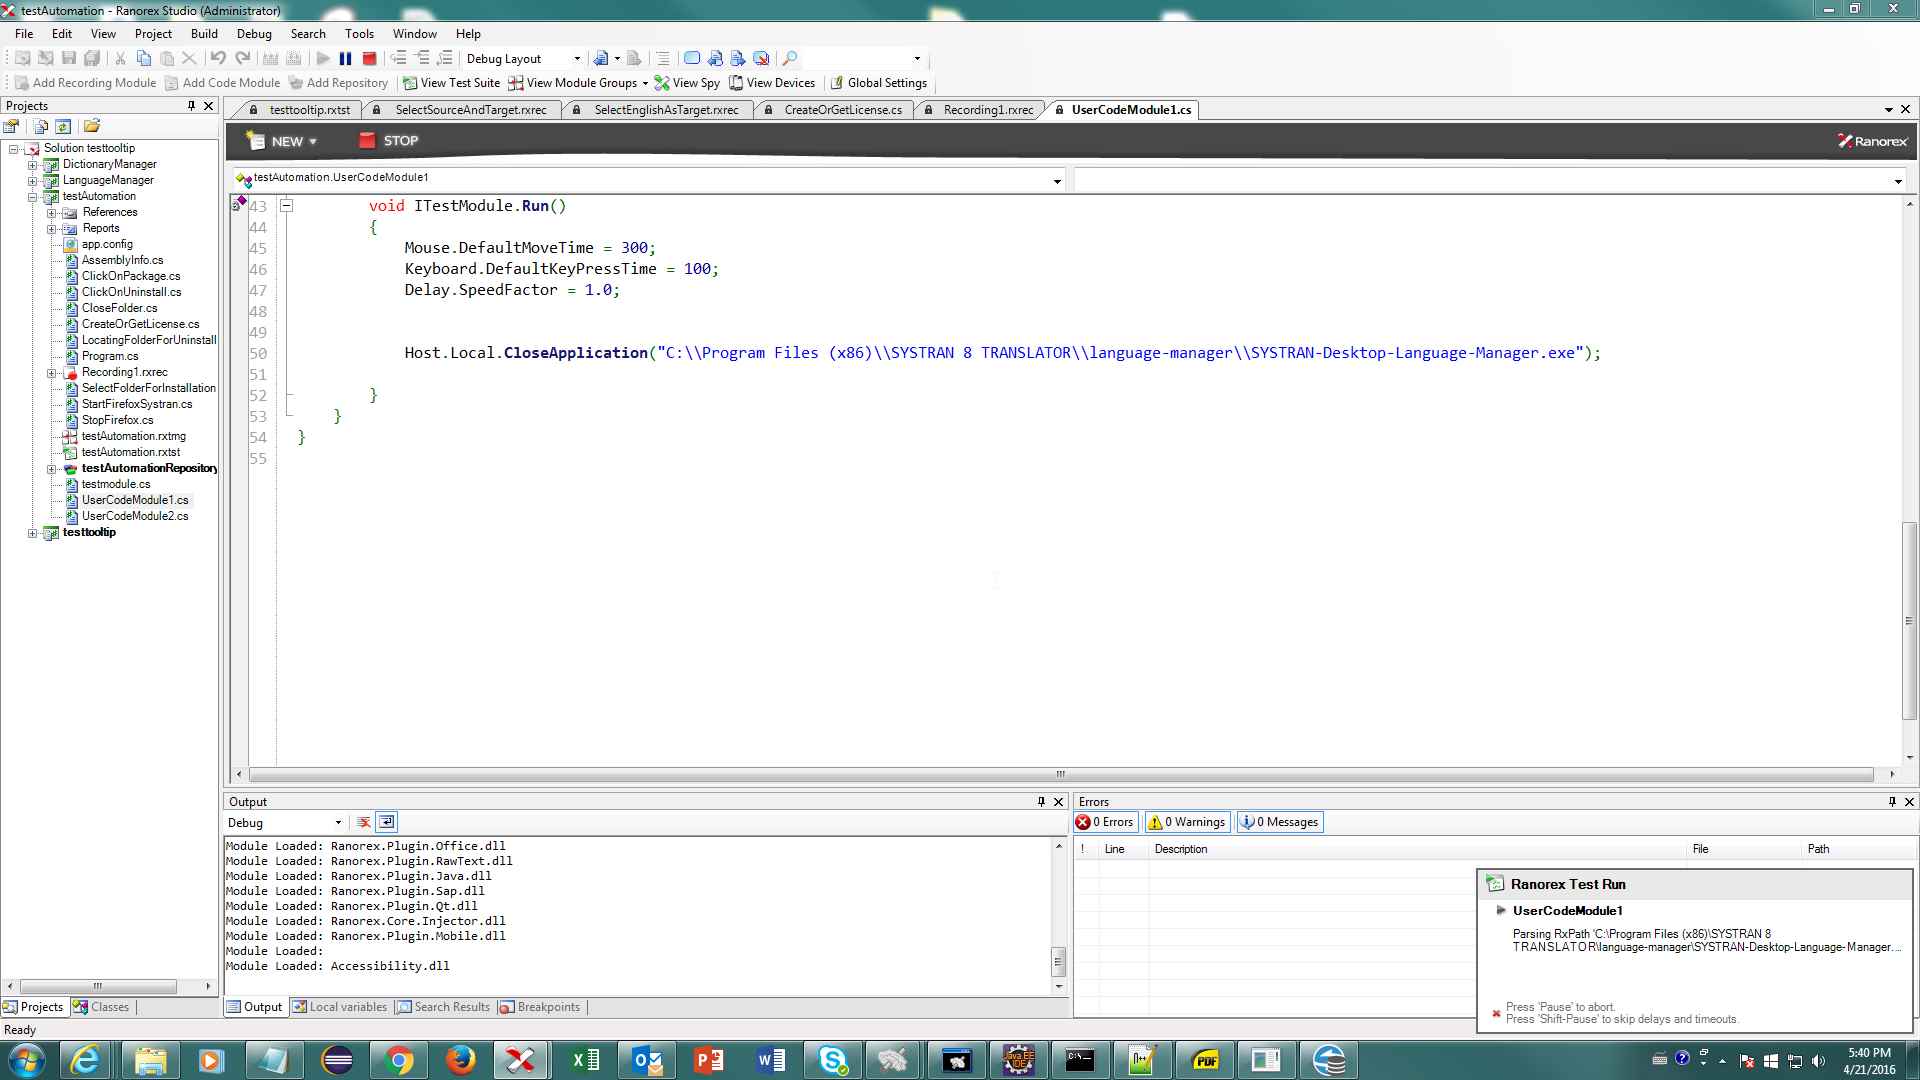 testAutomation - Ranorex Studio (Administrator)
File Edit View Project Build Debug Search Tools Window Help
Debug Layout
Add Recording Module Add Code Module Add Repository View Test Suite View Module Groups View Spy View Devices Global Settings
Projects
testtooltip.rxtst SelectSourceAndTarget.rxrec SelectEnglishAsTarget.rxrec CreateOrGetLicense.cs Recording1.rxrec UserCodeModule1.cs
NEW STOP Ranorex
testAutomation.UserCodeModule1
Solution testtooltip
DictionaryManager
LanguageManager
testAutomation
References
Reports
app.config
AssemblyInfo.cs
ClickOnPackage.cs
ClickOnUninstall.cs
CloseFolder.cs
CreateOrGetLicense.cs
LocatingFolderForUninstall
Program.cs
Recording1.rxrec
SelectFolderForInstallation
StartFirefoxSystran.cs
StopFirefox.cs
testAutomation.rxtmg
testAutomation.rxtst
testAutomationRepository
testmodule.cs
UserCodeModule1.cs
UserCodeModule2.cs
testtooltip
43 void ITestModule.Run()
44 {
45 Mouse.DefaultMoveTime = 300;
46 Keyboard.DefaultKeyPressTime = 100;
47 Delay.SpeedFactor = 1.0;
48
49
50 Host.Local.CloseApplication("C:\\Program Files (x86)\\SYSTRAN 8 TRANSLATOR\\language-manager\\SYSTRAN-Desktop-Language-Manager.exe");
51
52 }
53 }
54 }
55
Projects Classes
Output
Debug
Module Loaded: Ranorex.Plugin.Office.dll
Module Loaded: Ranorex.Plugin.RawText.dll
Module Loaded: Ranorex.Plugin.Java.dll
Module Loaded: Ranorex.Plugin.Sap.dll
Module Loaded: Ranorex.Plugin.Qt.dll
Module Loaded: Ranorex.Core.Injector.dll
Module Loaded: Ranorex.Plugin.Mobile.dll
Module Loaded:
Module Loaded: Accessibility.dll
Output Local variables Search Results Breakpoints
Errors
0 Errors 0 Warnings 0 Messages
! Line Description File Path
Ranorex Test Run
UserCodeModule1
Parsing RxPath 'C:\Program Files (x86)\SYSTRAN 8
TRANSLATOR\language-manager\SYSTRAN-Desktop-Language-Manager....
Press 'Pause' to abort.
Press 'Shift-Pause' to skip delays and timeouts.
Ready
5:40 PM
4/21/2016